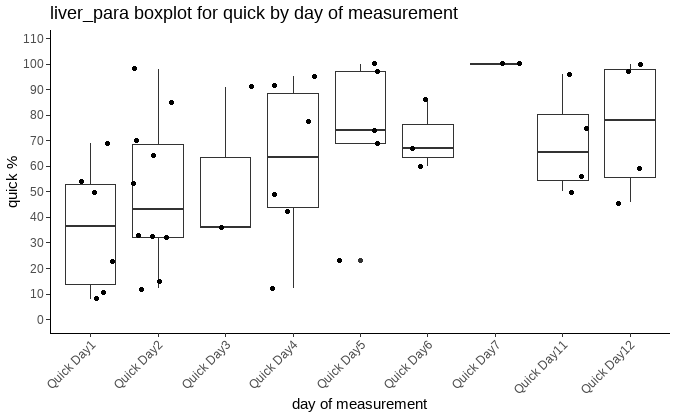 liver_para boxplot for quick by day of measurement
110
100
90
80
70
60
50
40
30
20
10
0
quick %
Quick Day1
Quick Day2
Quick Day3
Quick Day4
Quick Day5
Quick Day6
Quick Day7
Quick Day11
Quick Day12
day of measurement